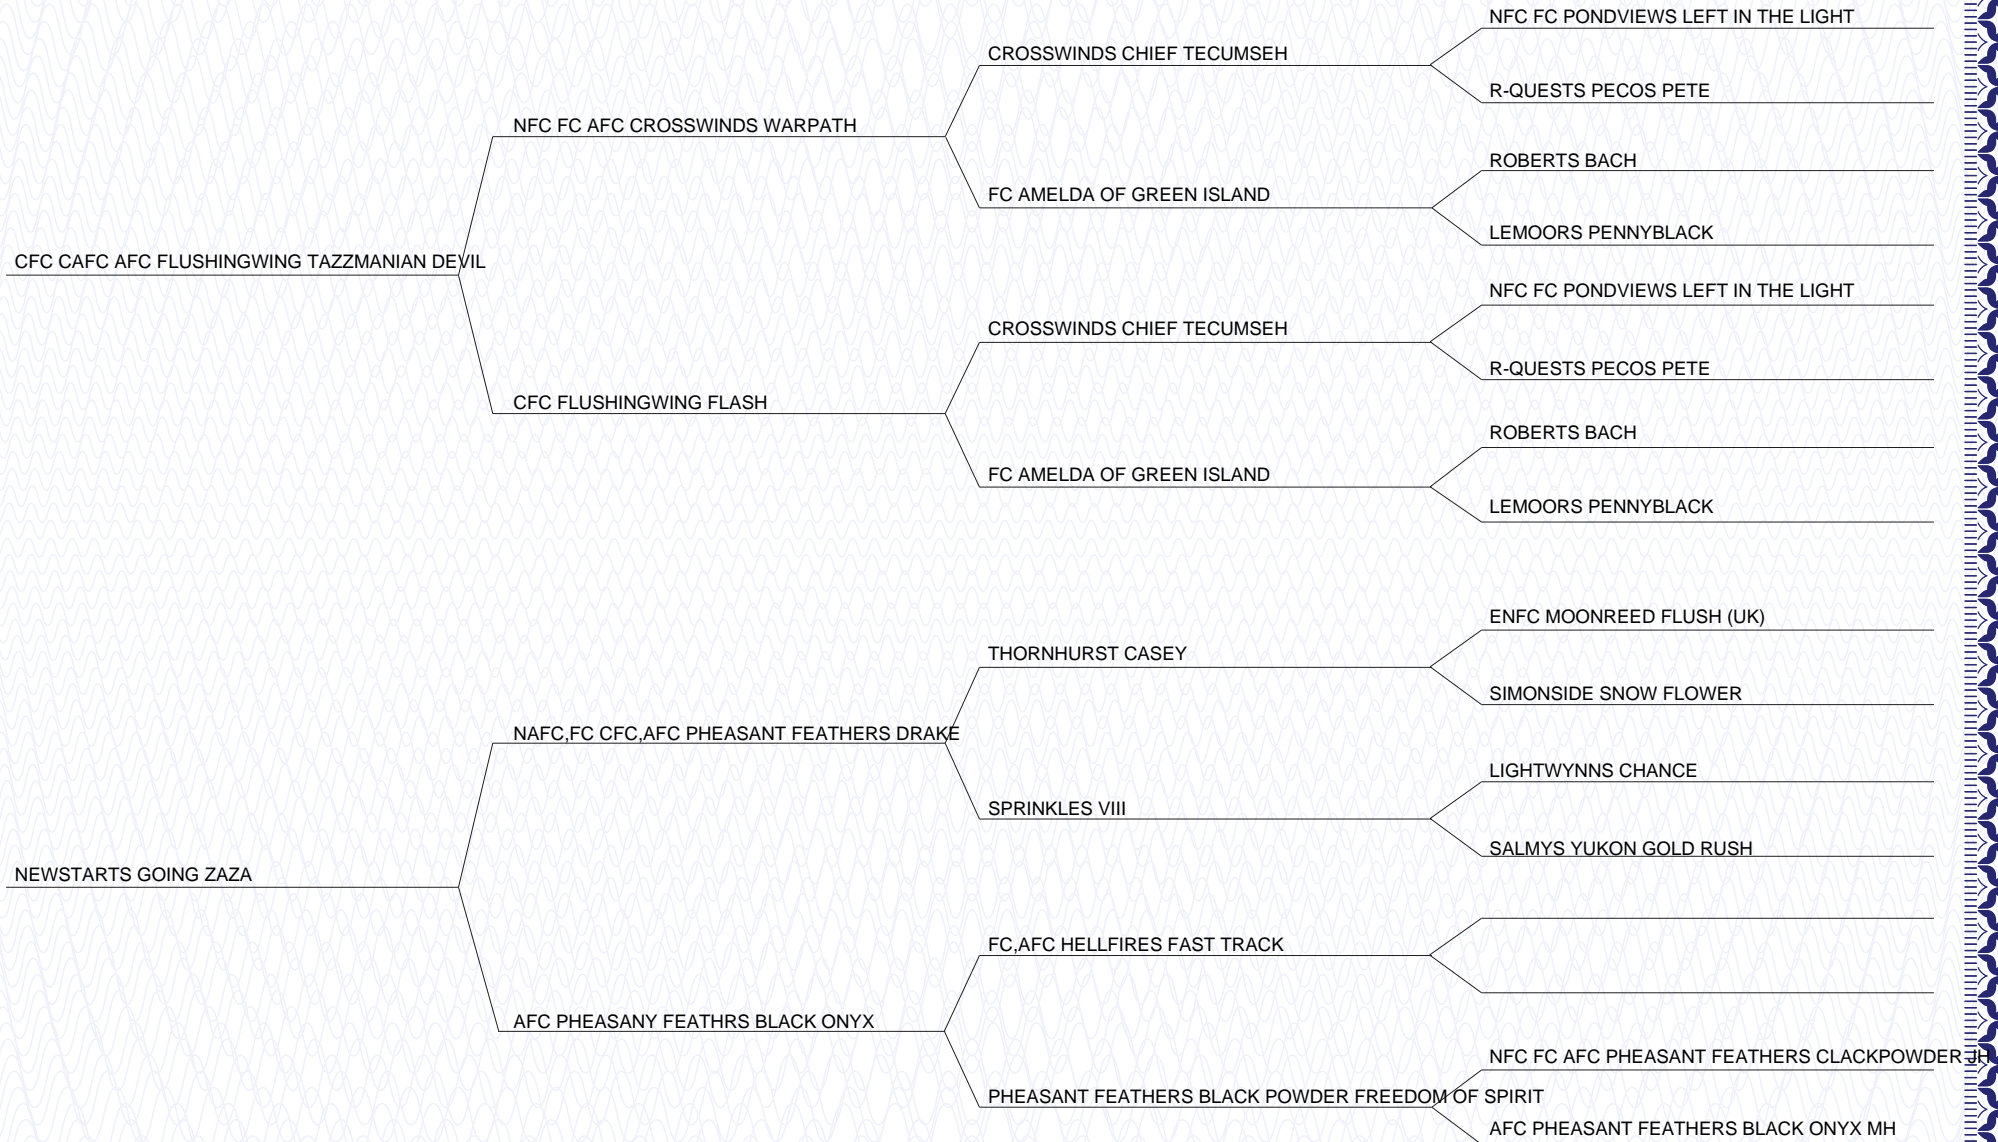 NFC FC PONDVIEWS LEFT IN THE LIGHT
CROSSWINDS CHIEF TECUMSEH
R-QUESTS PECOS PETE
NFC FC AFC CROSSWINDS WARPATH
ROBERTS BACH
FC AMELDA OF GREEN ISLAND
LEMOORS PENNYBLACK
CFC CAFC AFC FLUSHINGWING TAZZMANIAN DEVIL
NFC FC PONDVIEWS LEFT IN THE LIGHT
CROSSWINDS CHIEF TECUMSEH
R-QUESTS PECOS PETE
CFC FLUSHINGWING FLASH
ROBERTS BACH
FC AMELDA OF GREEN ISLAND
LEMOORS PENNYBLACK
ENFC MOONREED FLUSH (UK)
THORNHURST CASEY
SIMONSIDE SNOW FLOWER
NAFC,FC CFC,AFC PHEASANT FEATHERS DRAKE
LIGHTWYNNS CHANCE
SPRINKLES VIII
SALMYS YUKON GOLD RUSH
NEWSTARTS GOING ZAZA
FC,AFC HELLFIRES FAST TRACK
AFC PHEASANY FEATHRS BLACK ONYX
NFC FC AFC PHEASANT FEATHERS CLACKPOWDER JH
PHEASANT FEATHERS BLACK POWDER FREEDOM OF SPIRIT
AFC PHEASANT FEATHERS BLACK ONYX MH